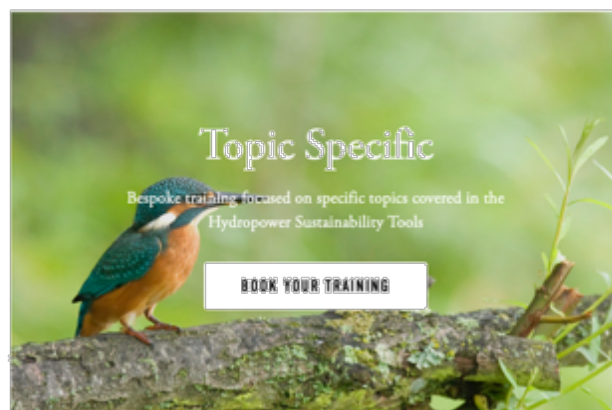 Topic Specific
Bespoke training focused on specific topics covered in the
Hydropower Sustainability Tools
BOOK YOUR TRAINING